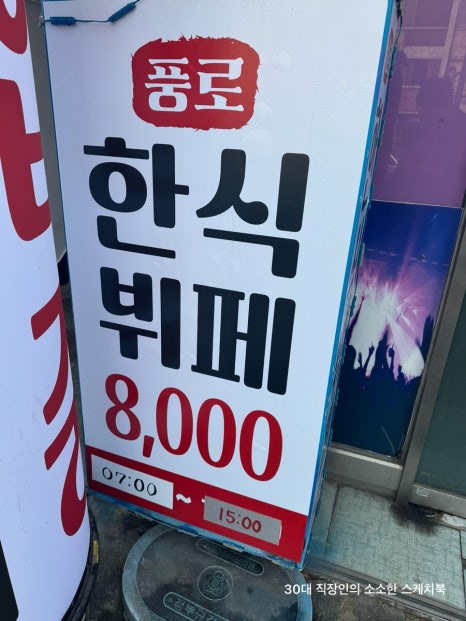 풍로
한식
뷔페
8,000
07:00 ~ 15:00
30대 직장인의 소소한 스케치북